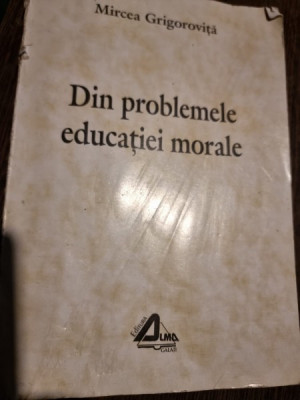 Mircea Grigoroviță
Din problemele
educației morale
Editura
ALMA
GALAȚI